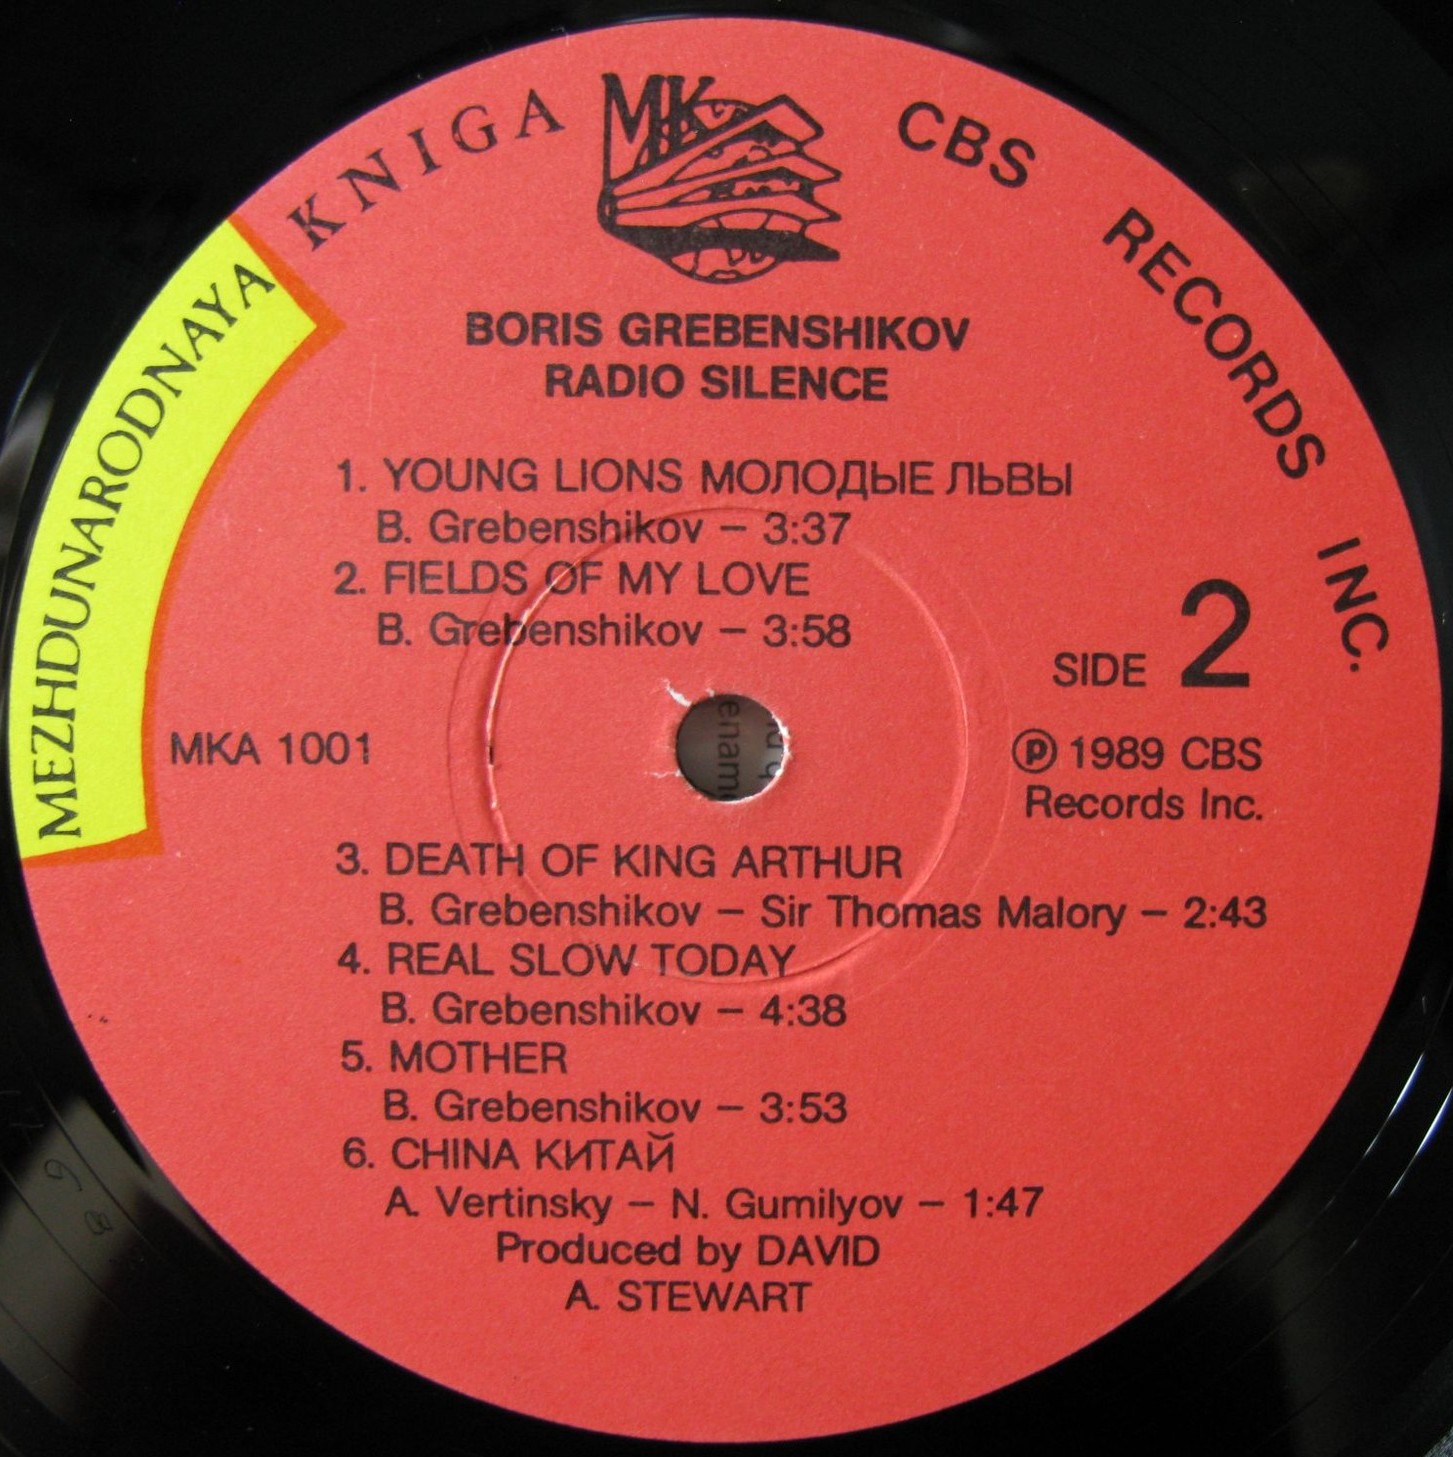 MEZHDUNARODNAYA KNIGA
MK
CBS RECORDS INC.
BORIS GREBENSHIKOV
RADIO SILENCE
1. YOUNG LIONS МОЛОДЫЕ ЛЬВЫ
B. Grebenshikov – 3:37
2. FIELDS OF MY LOVE
B. Grebenshikov – 3:58
SIDE 2
MKA 1001
℗ 1989 CBS
Records Inc.
3. DEATH OF KING ARTHUR
B. Grebenshikov – Sir Thomas Malory – 2:43
4. REAL SLOW TODAY
B. Grebenshikov – 4:38
5. MOTHER
B. Grebenshikov – 3:53
6. CHINA КИТАЙ
A. Vertinsky – N. Gumilyov – 1:47
Produced by DAVID
A. STEWART